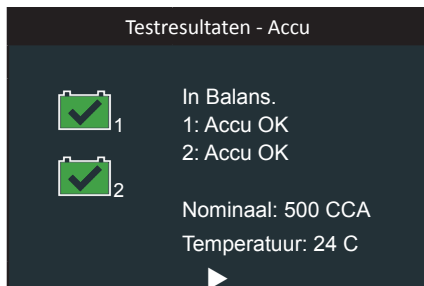 Testresultaten - Accu
In Balans.
1: Accu OK
2: Accu OK
1
2
Nominaal: 500 CCA
Temperatuur: 24 C